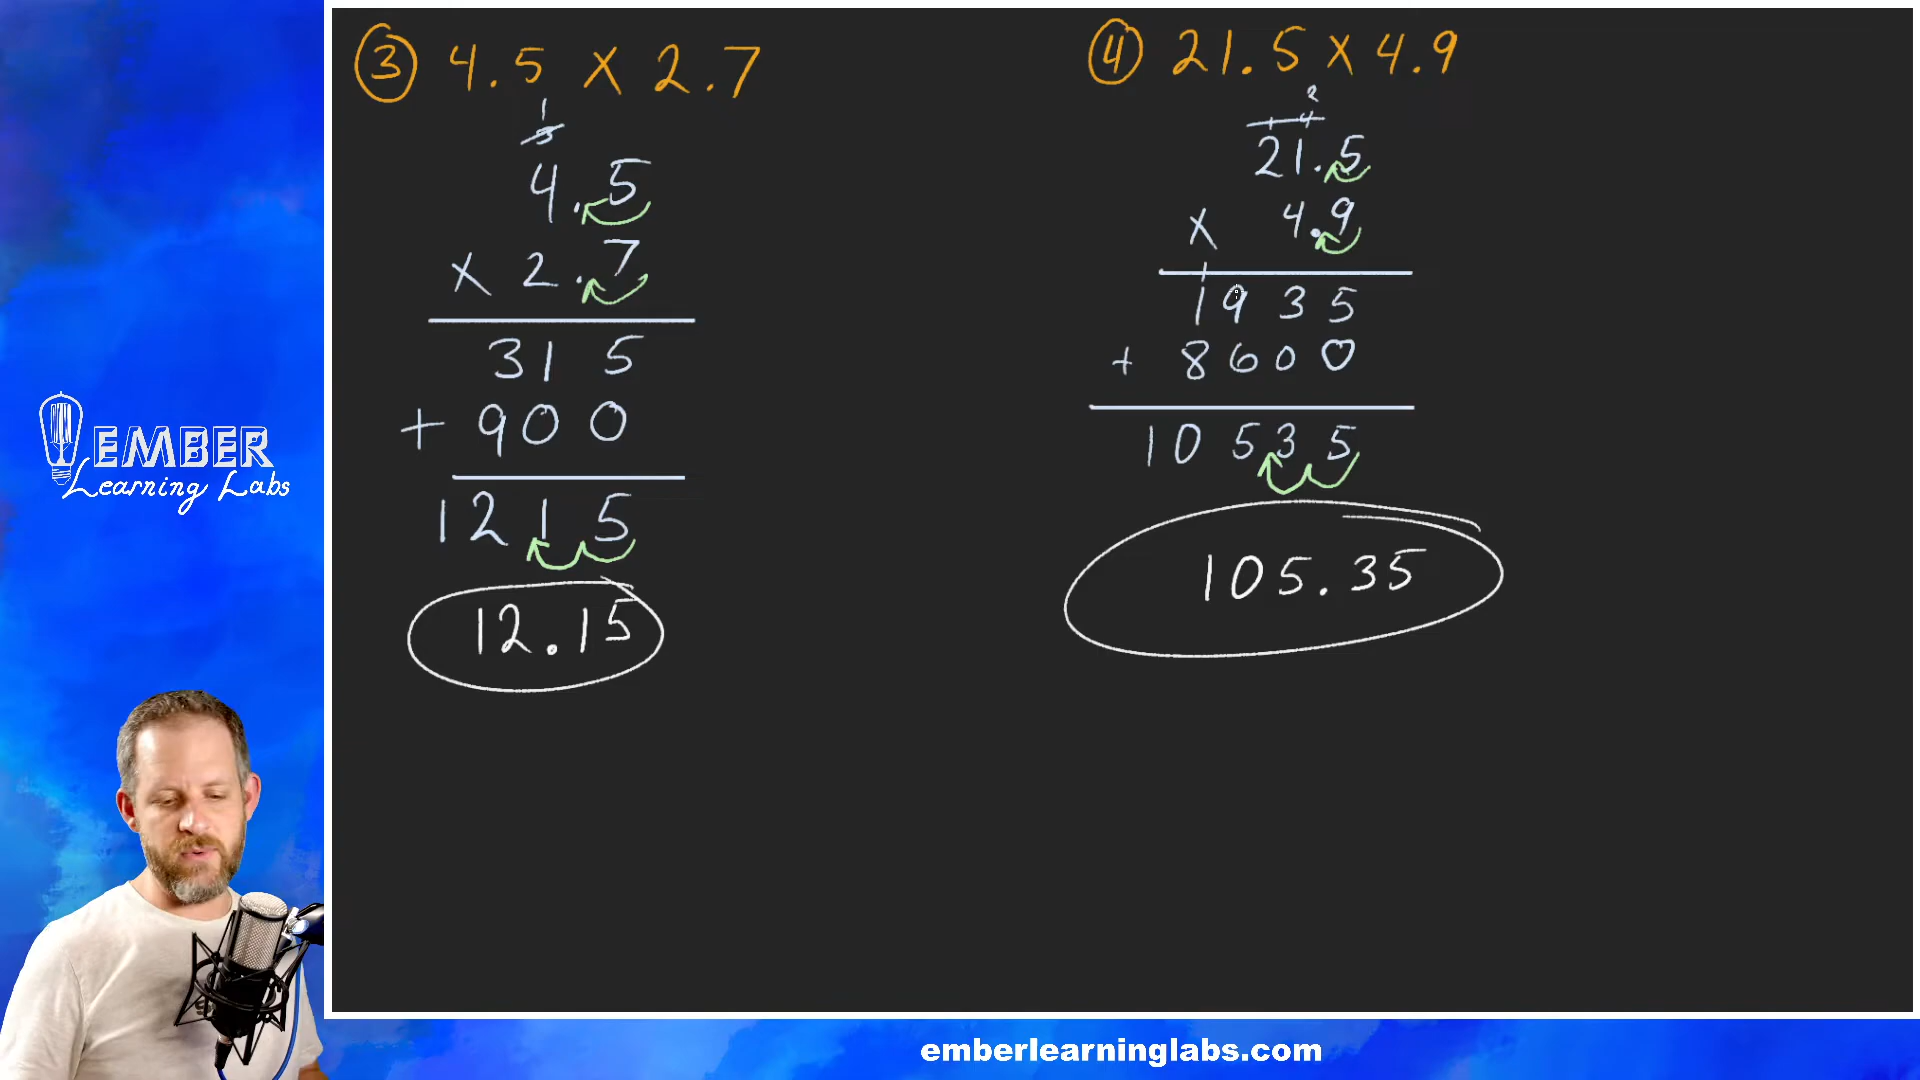 ③ 4.5 X 2.7
1
3
4.5
X 2.7
315
+ 900
1215
12.15
④ 21.5 X 4.9
2
1 4
21.5
X 4.9
1
1935
+ 8600
10535
105.35
EMBER
Learning Labs
emberlearninglabs.com